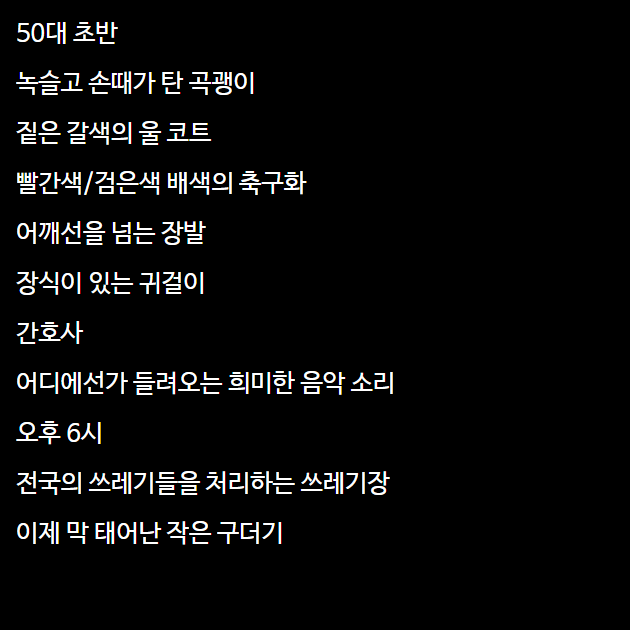 50대 초반
녹슬고 손때가 탄 곡괭이
짙은 갈색의 울 코트
빨간색/검은색 배색의 축구화
어깨선을 넘는 장발
장식이 있는 귀걸이
간호사
어디에선가 들려오는 희미한 음악 소리
오후 6시
전국의 쓰레기들을 처리하는 쓰레기장
이제 막 태어난 작은 구더기